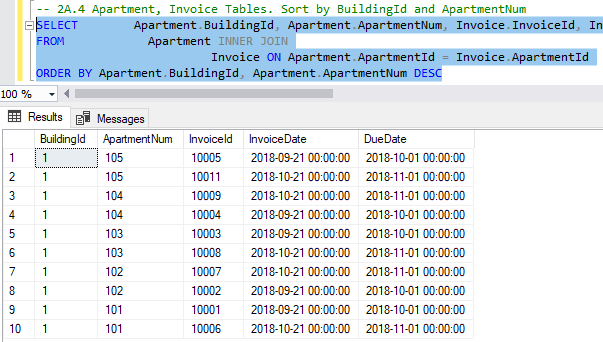 -- 2A.4 Apartment, Invoice Tables. Sort by BuildingId and ApartmentNum
SELECT Apartment.BuildingId, Apartment.ApartmentNum, Invoice.InvoiceId, In
FROM Apartment INNER JOIN
Invoice ON Apartment.ApartmentId = Invoice.ApartmentId
ORDER BY Apartment.BuildingId, Apartment.ApartmentNum DESC
100 %
Results Messages
BuildingId ApartmentNum InvoiceId InvoiceDate DueDate
1 1 105 10005 2018-09-21 00:00:00 2018-10-01 00:00:00
2 1 105 10011 2018-10-21 00:00:00 2018-11-01 00:00:00
3 1 104 10009 2018-10-21 00:00:00 2018-11-01 00:00:00
4 1 104 10004 2018-09-21 00:00:00 2018-10-01 00:00:00
5 1 103 10003 2018-09-21 00:00:00 2018-10-01 00:00:00
6 1 103 10008 2018-10-21 00:00:00 2018-11-01 00:00:00
7 1 102 10007 2018-10-21 00:00:00 2018-11-01 00:00:00
8 1 102 10002 2018-09-21 00:00:00 2018-10-01 00:00:00
9 1 101 10001 2018-09-21 00:00:00 2018-10-01 00:00:00
10 1 101 10006 2018-10-21 00:00:00 2018-11-01 00:00:00